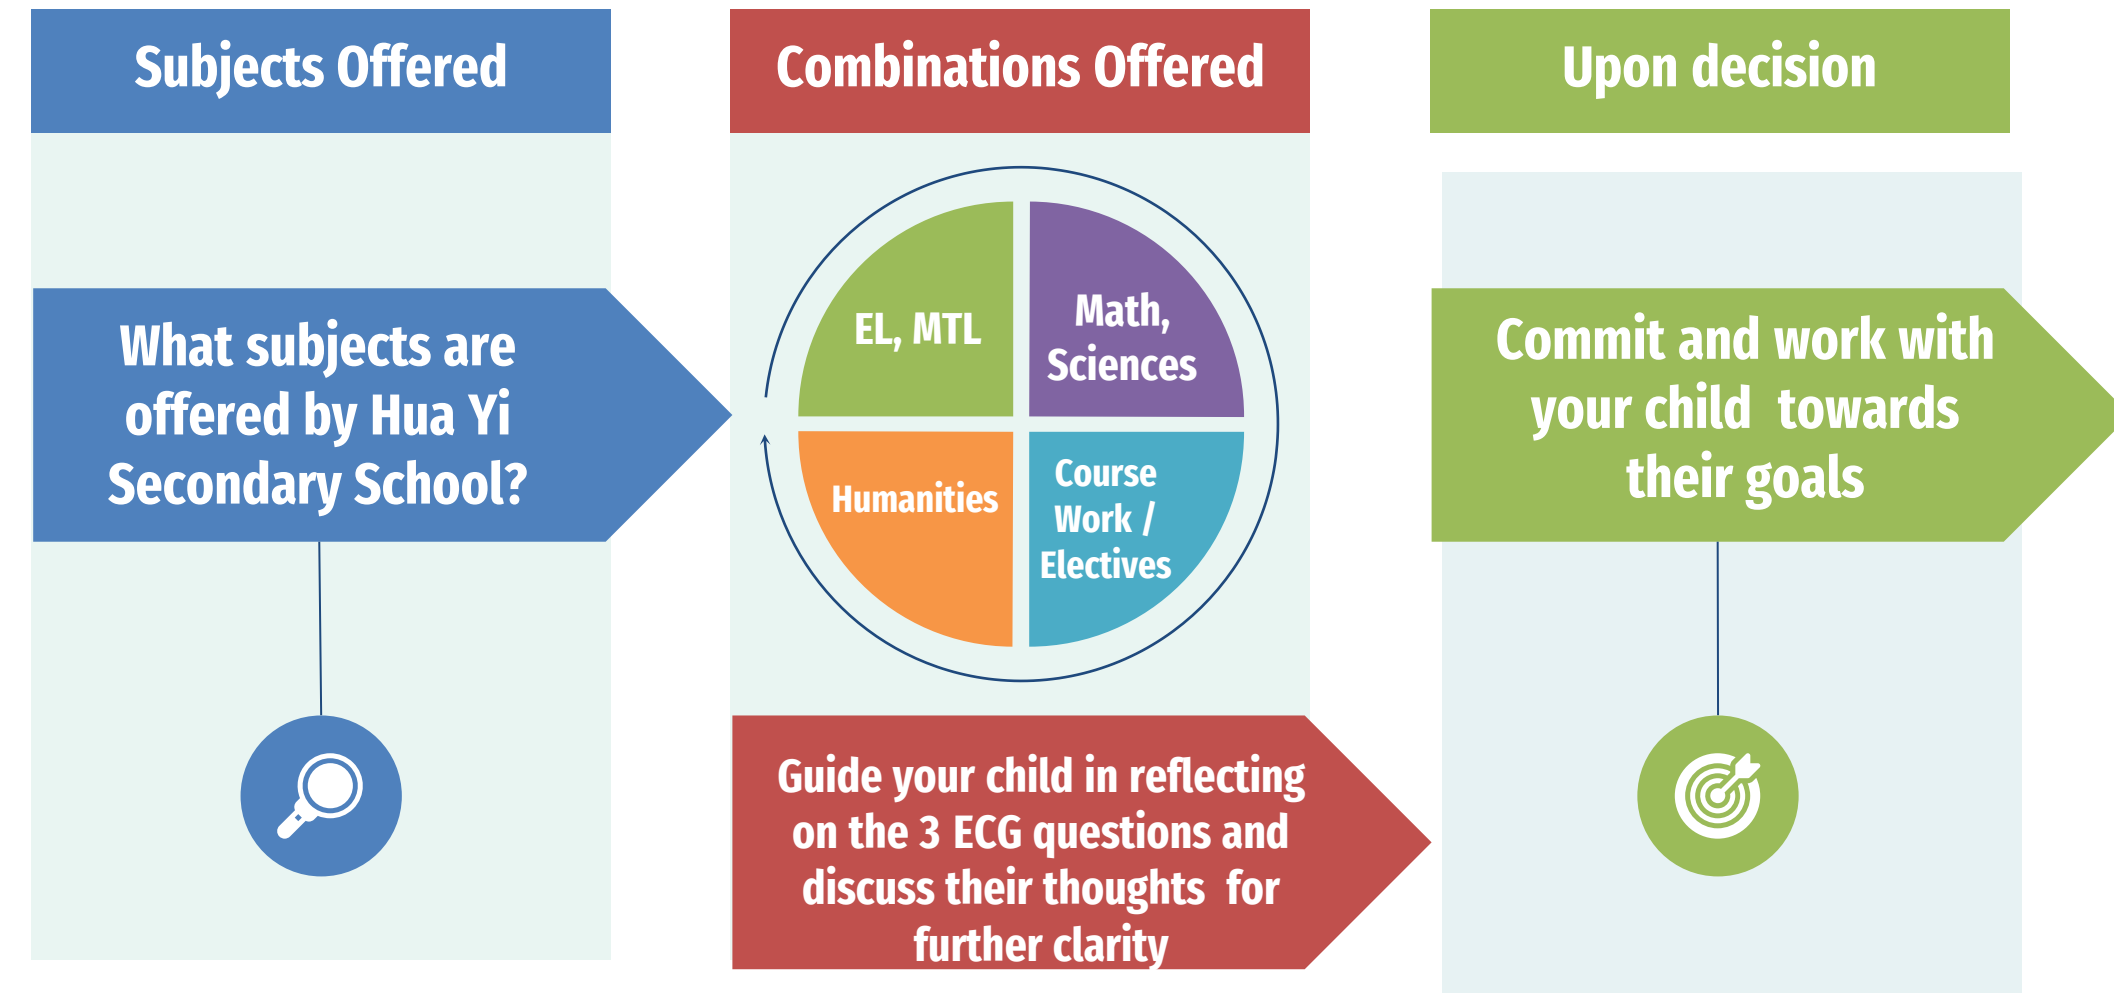 Subjects Offered
What subjects are
offered by Hua Yi
Secondary School?
Combinations Offered
EL, MTL
Math,
Sciences
Humanities
Course
Work /
Electives
Guide your child in reflecting
on the 3 ECG questions and
discuss their thoughts  for
further clarity
Upon decision
Commit and work with
your child  towards
their goals